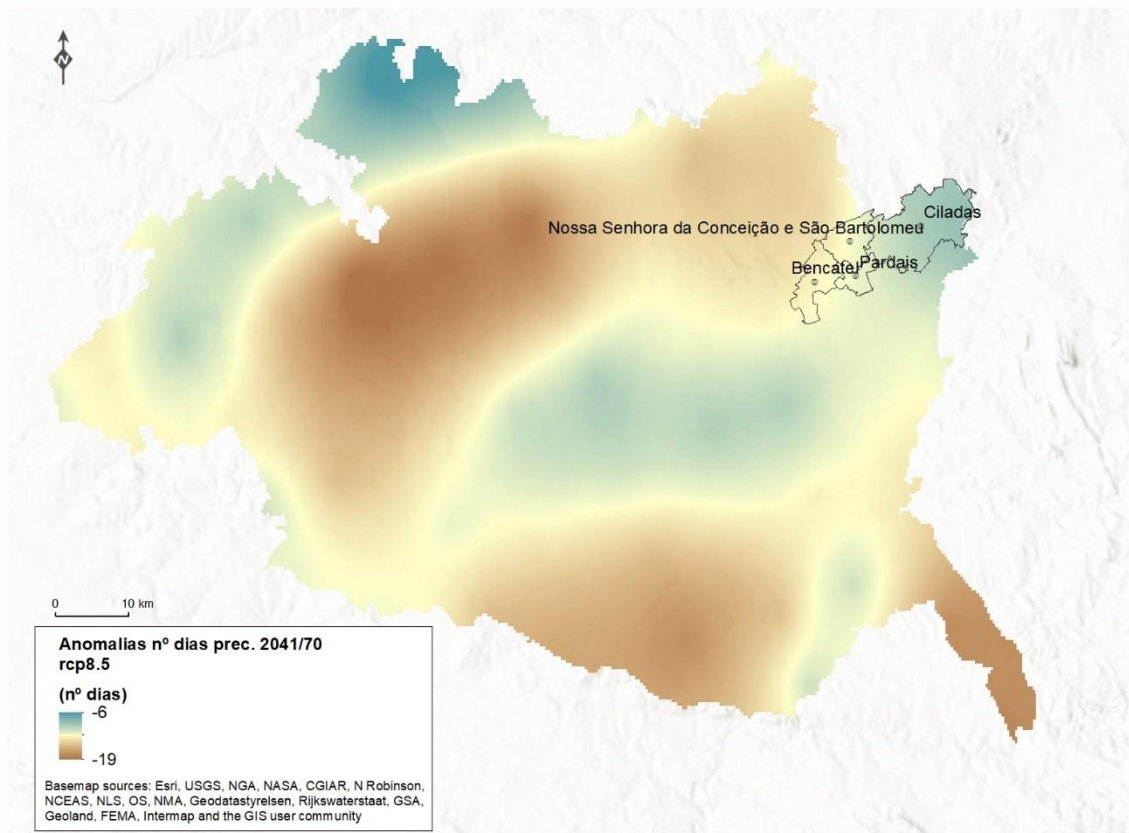 N
Ciladas
Nossa Senhora da Conceição e São Bartolomeu
Bencatel
Pardais
0 10 km
Anomalias nº dias prec. 2041/70
rcp8.5
(nº dias)
-6
-19
Basemap sources: Esri, USGS, NGA, NASA, CGIAR, N Robinson,
NCEAS, NLS, OS, NMA, Geodatastyrelsen, Rijkswaterstaat, GSA,
Geoland, FEMA, Intermap and the GIS user community